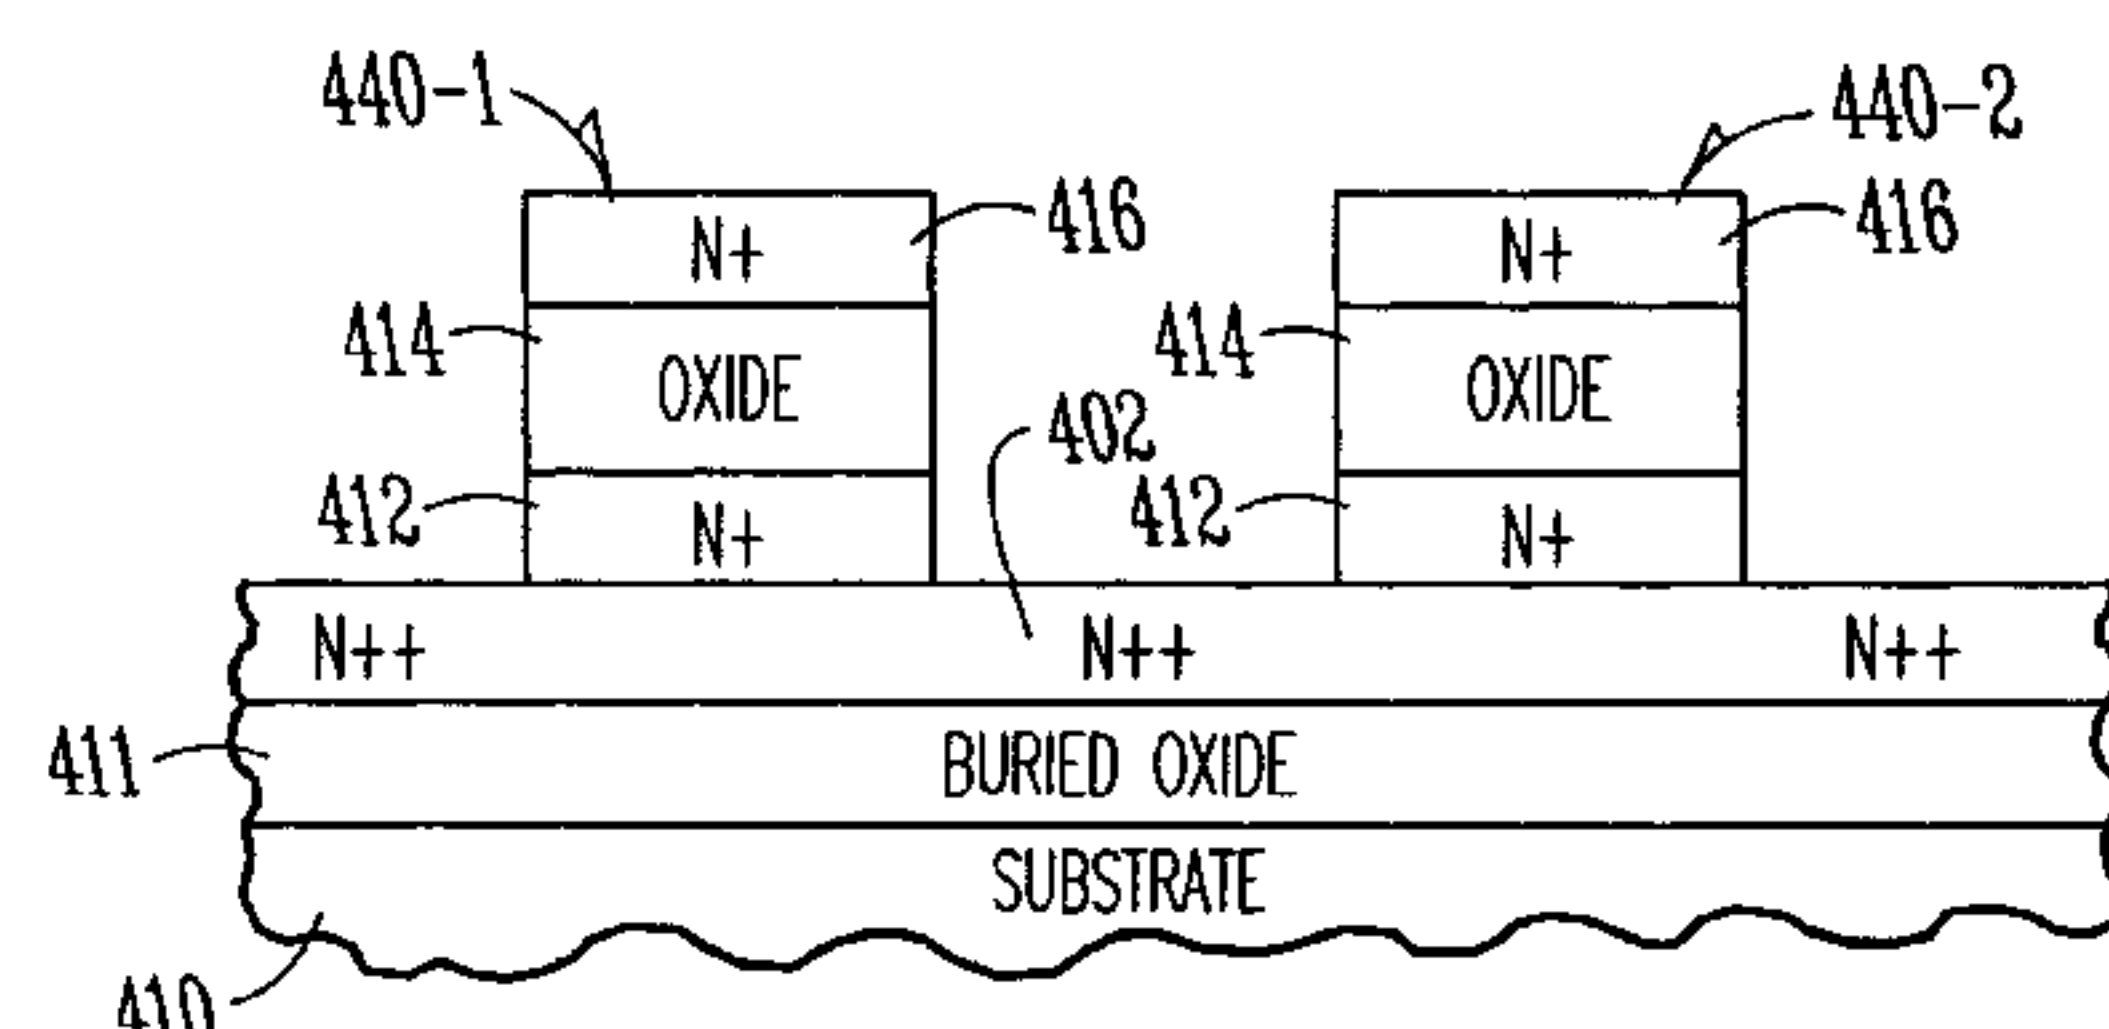 440-1
440-2
N+ 416 N+ 416
414 OXIDE 414 OXIDE
402
412 N+ 412 N+
N++ N++ N++
411 BURIED OXIDE
SUBSTRATE
410